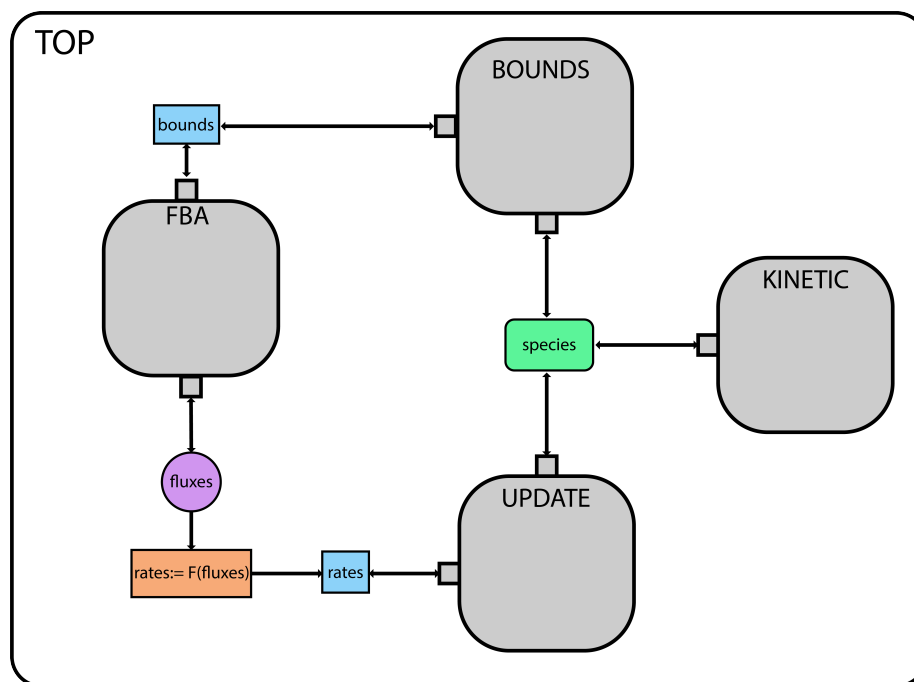 TOP
BOUNDS
bounds
FBA
KINETIC
species
fluxes
UPDATE
rates:= F(fluxes)
rates